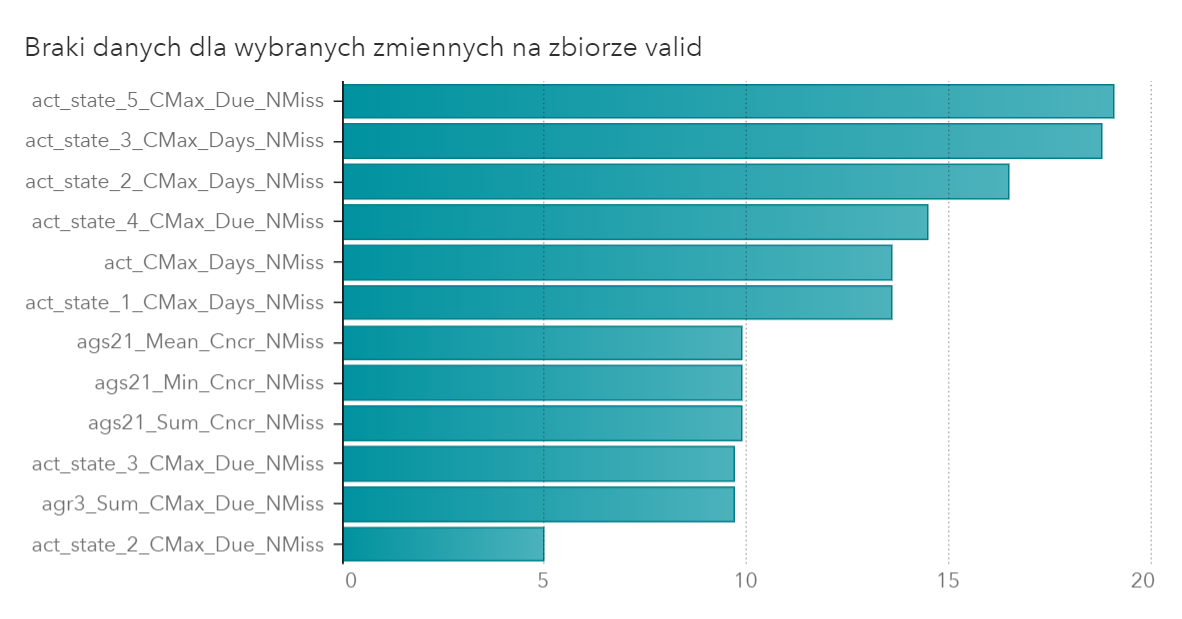 Braki danych dla wybranych zmiennych na zbiorze valid
act_state_5_CMax_Due_NMiss
act_state_3_CMax_Days_NMiss
act_state_2_CMax_Days_NMiss
act_state_4_CMax_Due_NMiss
act_CMax_Days_NMiss
act_state_1_CMax_Days_NMiss
ags21_Mean_Cncr_NMiss
ags21_Min_Cncr_NMiss
ags21_Sum_Cncr_NMiss
act_state_3_CMax_Due_NMiss
agr3_Sum_CMax_Due_NMiss
act_state_2_CMax_Due_NMiss
0 5 10 15 20